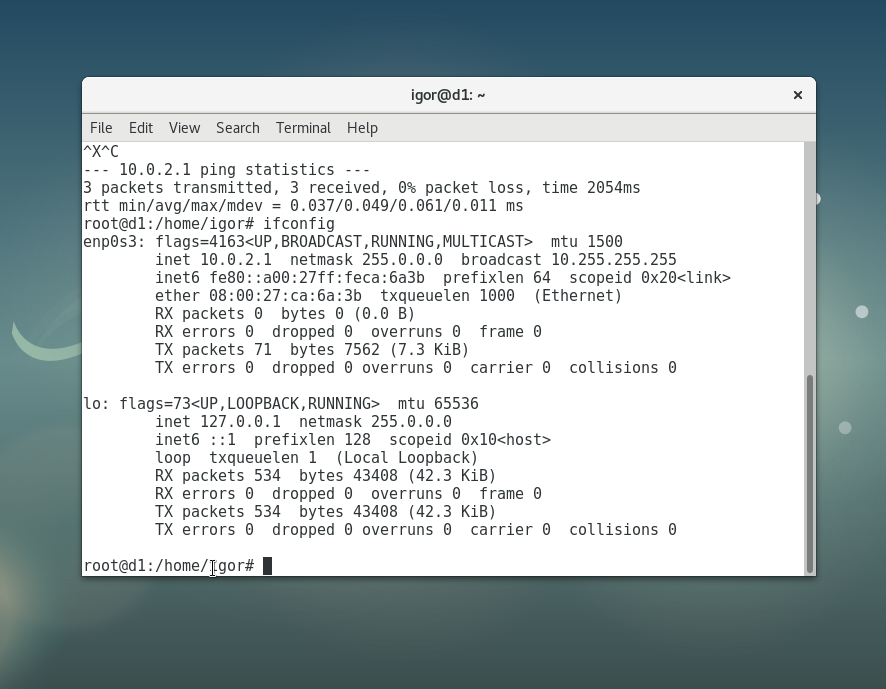 igor@d1: ~
File Edit View Search Terminal Help
^X^C
--- 10.0.2.1 ping statistics ---
3 packets transmitted, 3 received, 0% packet loss, time 2054ms
rtt min/avg/max/mdev = 0.037/0.049/0.061/0.011 ms
root@d1:/home/igor# ifconfig
enp0s3: flags=4163<UP,BROADCAST,RUNNING,MULTICAST>  mtu 1500
        inet 10.0.2.1  netmask 255.0.0.0  broadcast 10.255.255.255
        inet6 fe80::a00:27ff:feca:6a3b  prefixlen 64  scopeid 0x20<link>
        ether 08:00:27:ca:6a:3b  txqueuelen 1000  (Ethernet)
        RX packets 0  bytes 0 (0.0 B)
        RX errors 0  dropped 0  overruns 0  frame 0
        TX packets 71  bytes 7562 (7.3 KiB)
        TX errors 0  dropped 0 overruns 0  carrier 0  collisions 0
lo: flags=73<UP,LOOPBACK,RUNNING>  mtu 65536
        inet 127.0.0.1  netmask 255.0.0.0
        inet6 ::1  prefixlen 128  scopeid 0x10<host>
        loop  txqueuelen 1  (Local Loopback)
        RX packets 534  bytes 43408 (42.3 KiB)
        RX errors 0  dropped 0  overruns 0  frame 0
        TX packets 534  bytes 43408 (42.3 KiB)
        TX errors 0  dropped 0 overruns 0  carrier 0  collisions 0
root@d1:/home/igor#